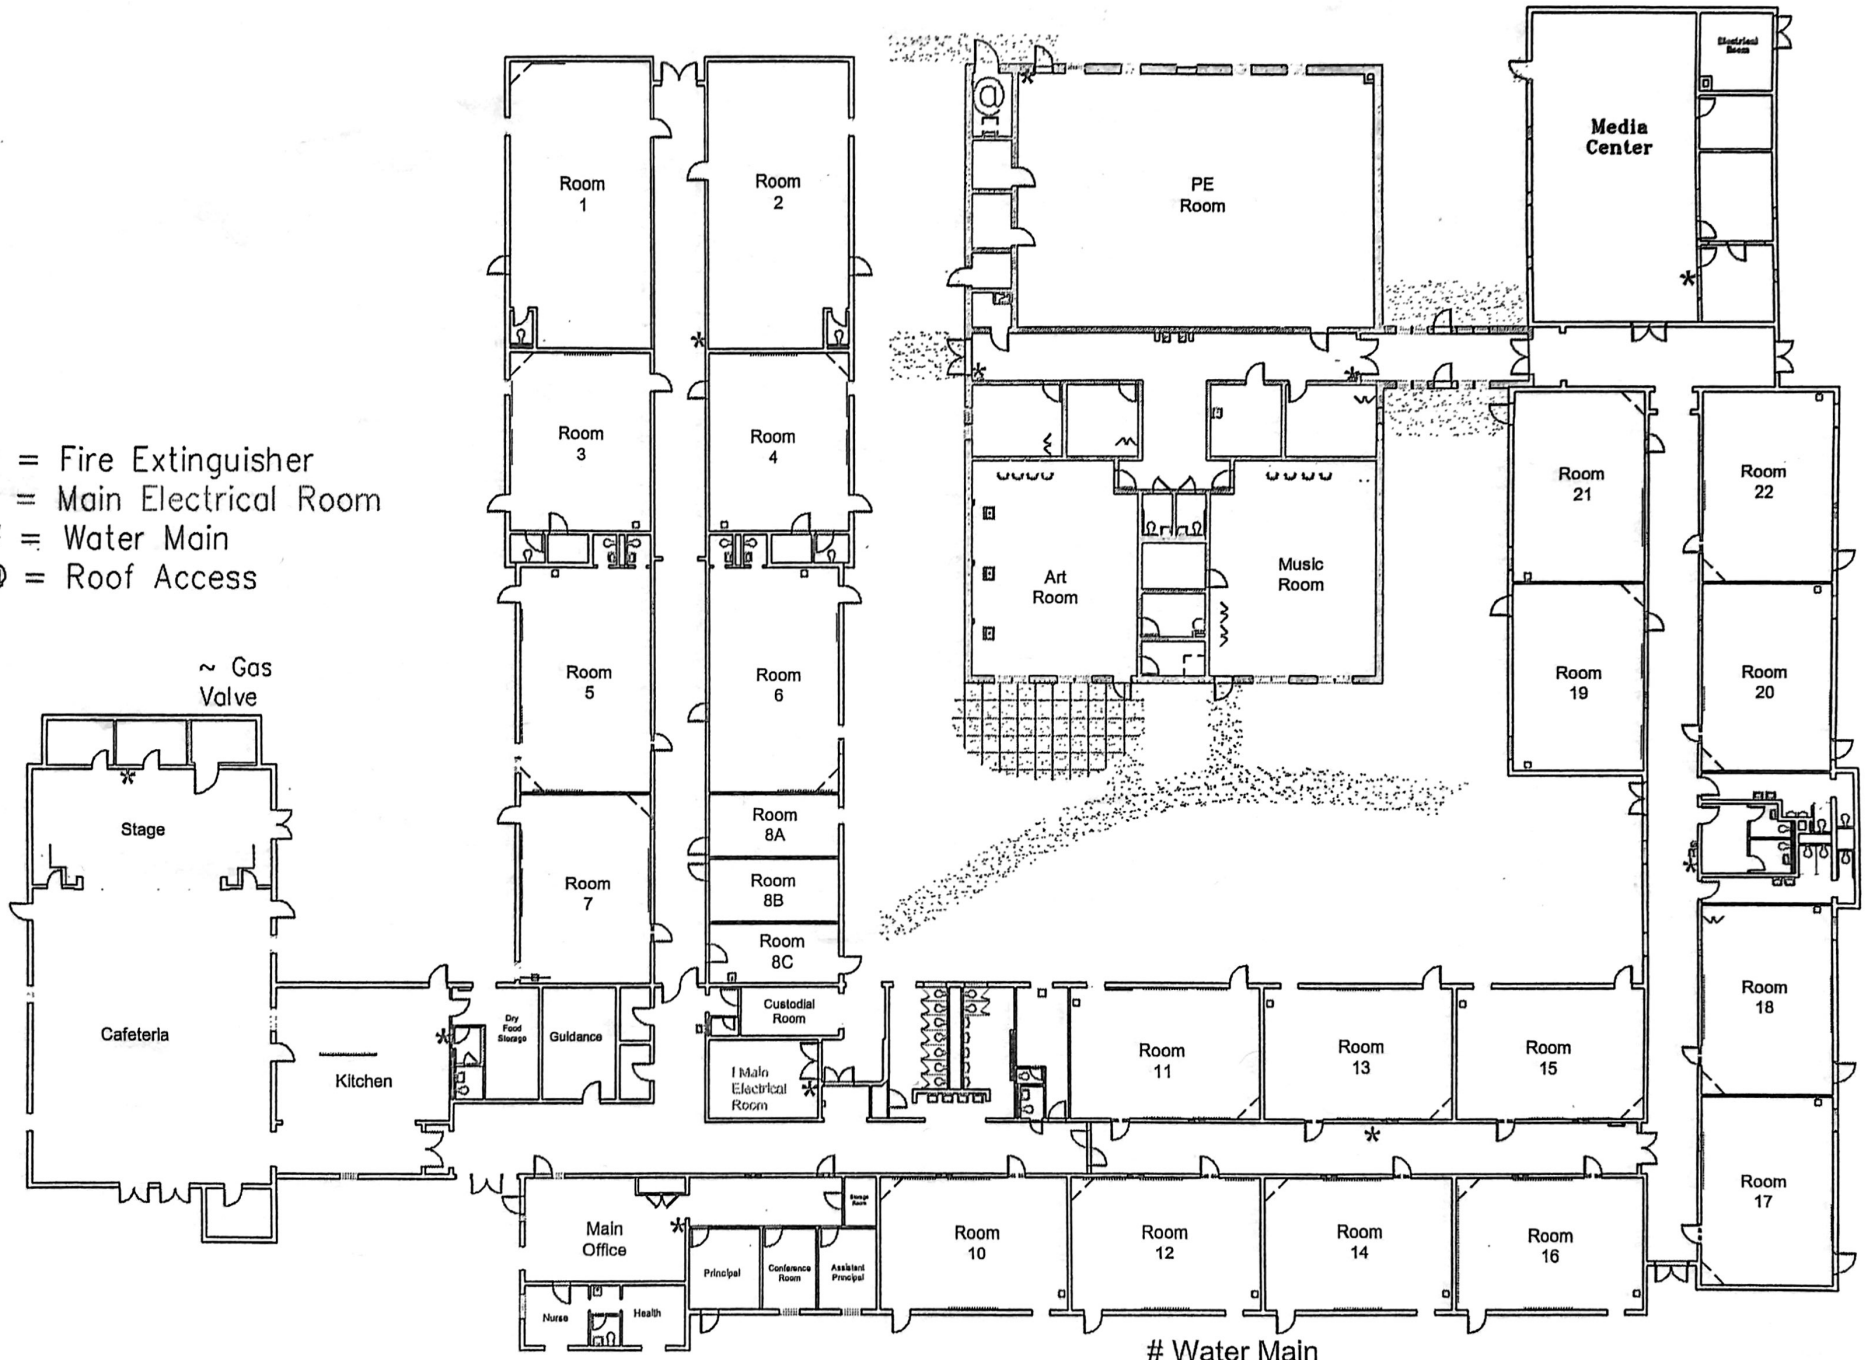 = Fire Extinguisher
= Main Electrical Room
= Water Main
= Roof Access
~ Gas
Valve
Stage
Cafeteria
Kitchen
Dry
Food
Storage
Guidance
Room
1
Room
2
Room
3
Room
4
Room
5
Room
6
Room
7
Room
8A
Room
8B
Room
8C
Custodial
Room
! Main
Electrical
Room
@
PE
Room
Art
Room
Music
Room
Media
Center
Electrical
Room
Room
21
Room
22
Room
19
Room
20
Room
18
Room
17
Room
11
Room
13
Room
15
Main
Office
Storage
Room
Principal
Conference
Room
Assistant
Principal
Nurse
Health
Room
10
Room
12
Room
14
Room
16
# Water Main